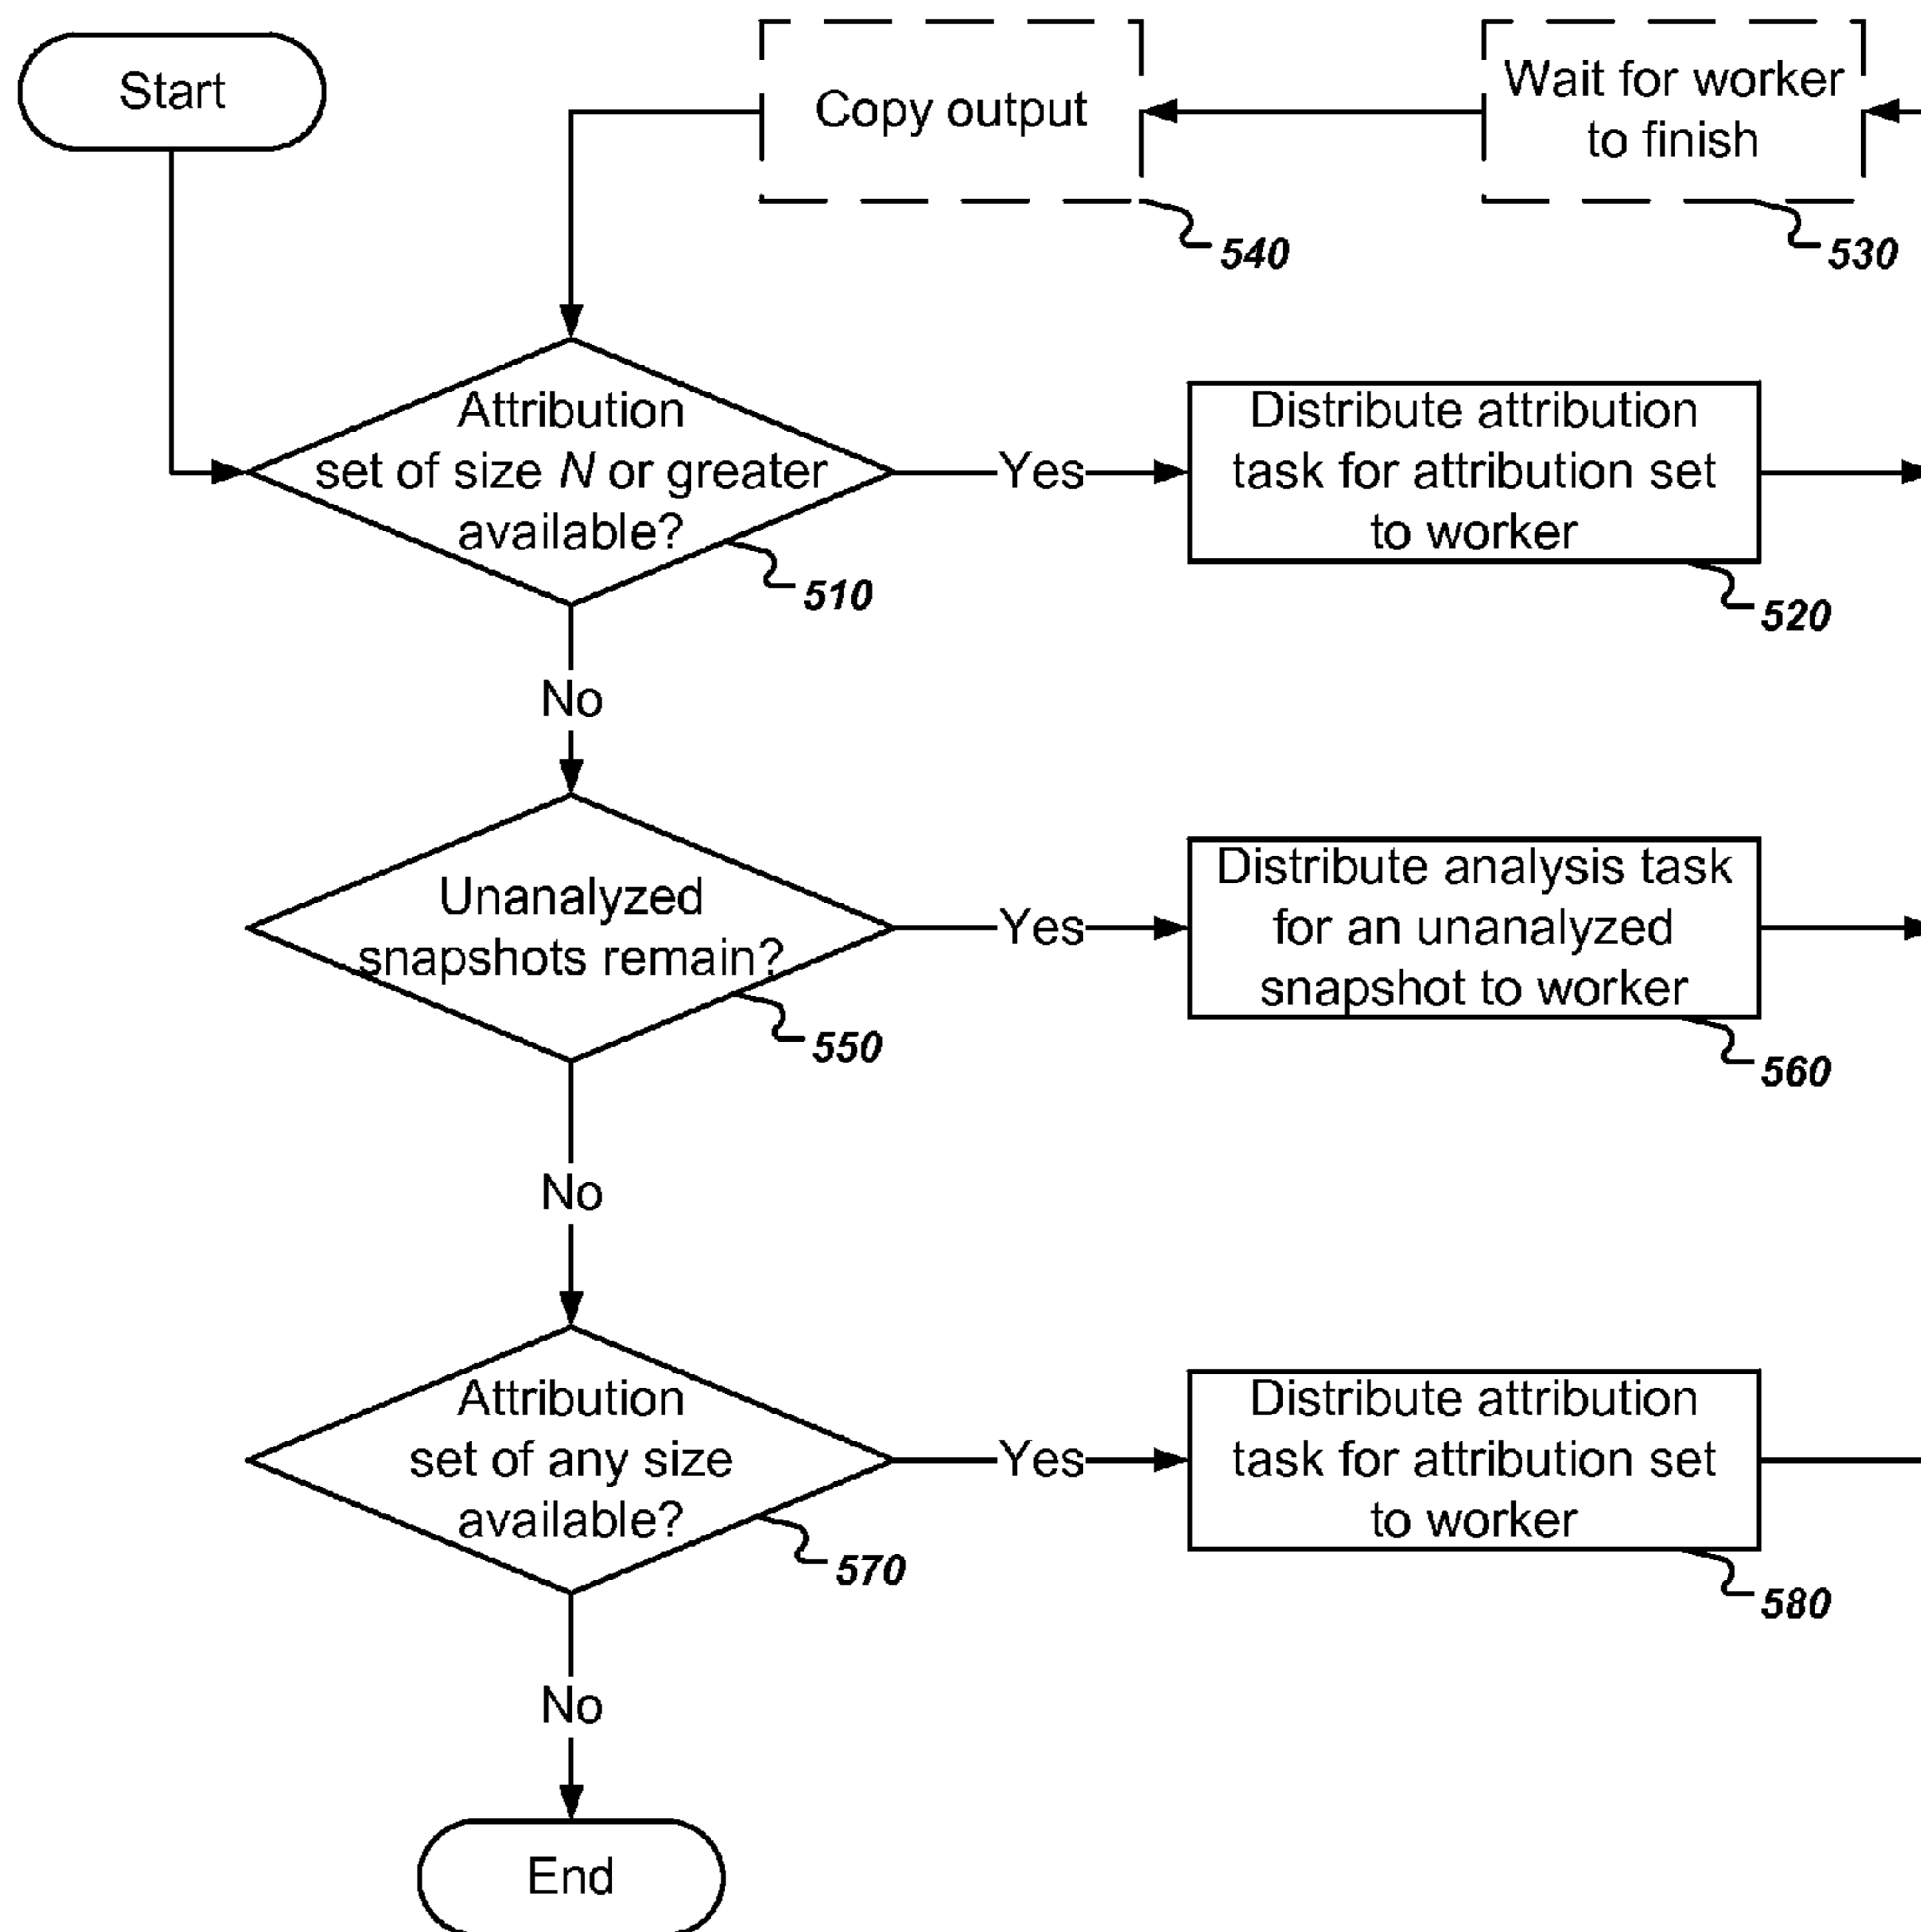 Start
Copy output
540
Wait for worker
to finish
530
Attribution
set of size N or greater
available?
510
Yes
Distribute attribution
task for attribution set
to worker
520
No
Unanalyzed
snapshots remain?
550
Yes
Distribute analysis task
for an unanalyzed
snapshot to worker
560
No
Attribution
set of any size
available?
570
Yes
Distribute attribution
task for attribution set
to worker
580
No
End